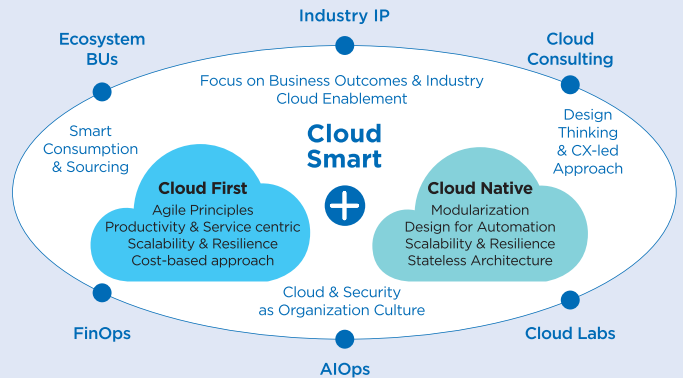 Industry IP
Ecosystem
BUs
Cloud
Consulting
Focus on Business Outcomes & Industry
Cloud Enablement
Smart
Consumption
& Sourcing
Cloud
Smart
Design
Thinking
& CX-led
Approach
Cloud First
Agile Principles
Productivity & Service centric
Scalability & Resilience
Cost-based approach
Cloud Native
Modularization
Design for Automation
Scalability & Resilience
Stateless Architecture
Cloud & Security
as Organization Culture
FinOps
Cloud Labs
AIOps